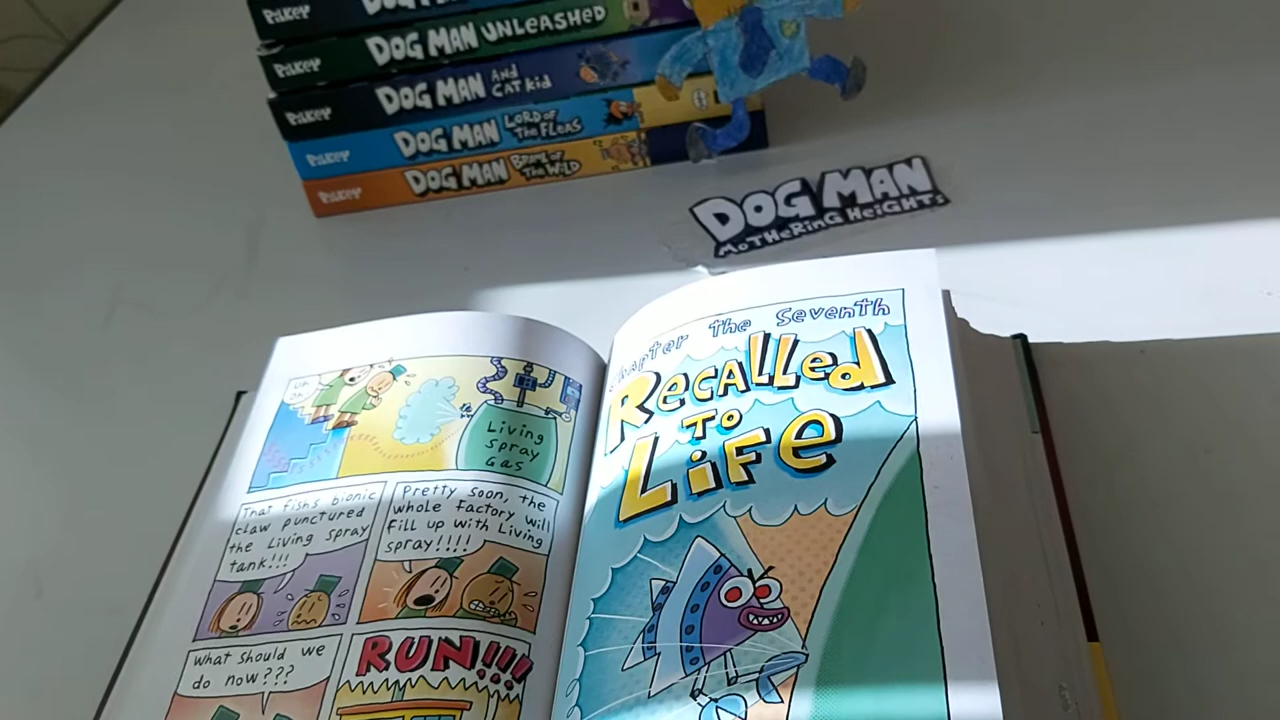 PILKEY DOG MAN
PILKEY DOG MAN UNLEASHED
PILKEY DOG MAN AND CAT KID
PILKEY DOG MAN LORD OF THE FLEAS
PILKEY DOG MAN BRAWL OF THE WILD
DOG MAN
MOTHERING HEIGHTS
Living
Spray
Gas
That fish's bionic
claw punctured
the Living spray
tank!!!
Pretty soon, the
whole factory will
fill up with Living
spray!!!!
What should we
do now???
RUN!!!
chapter the Seventh
Recalled
To
Life